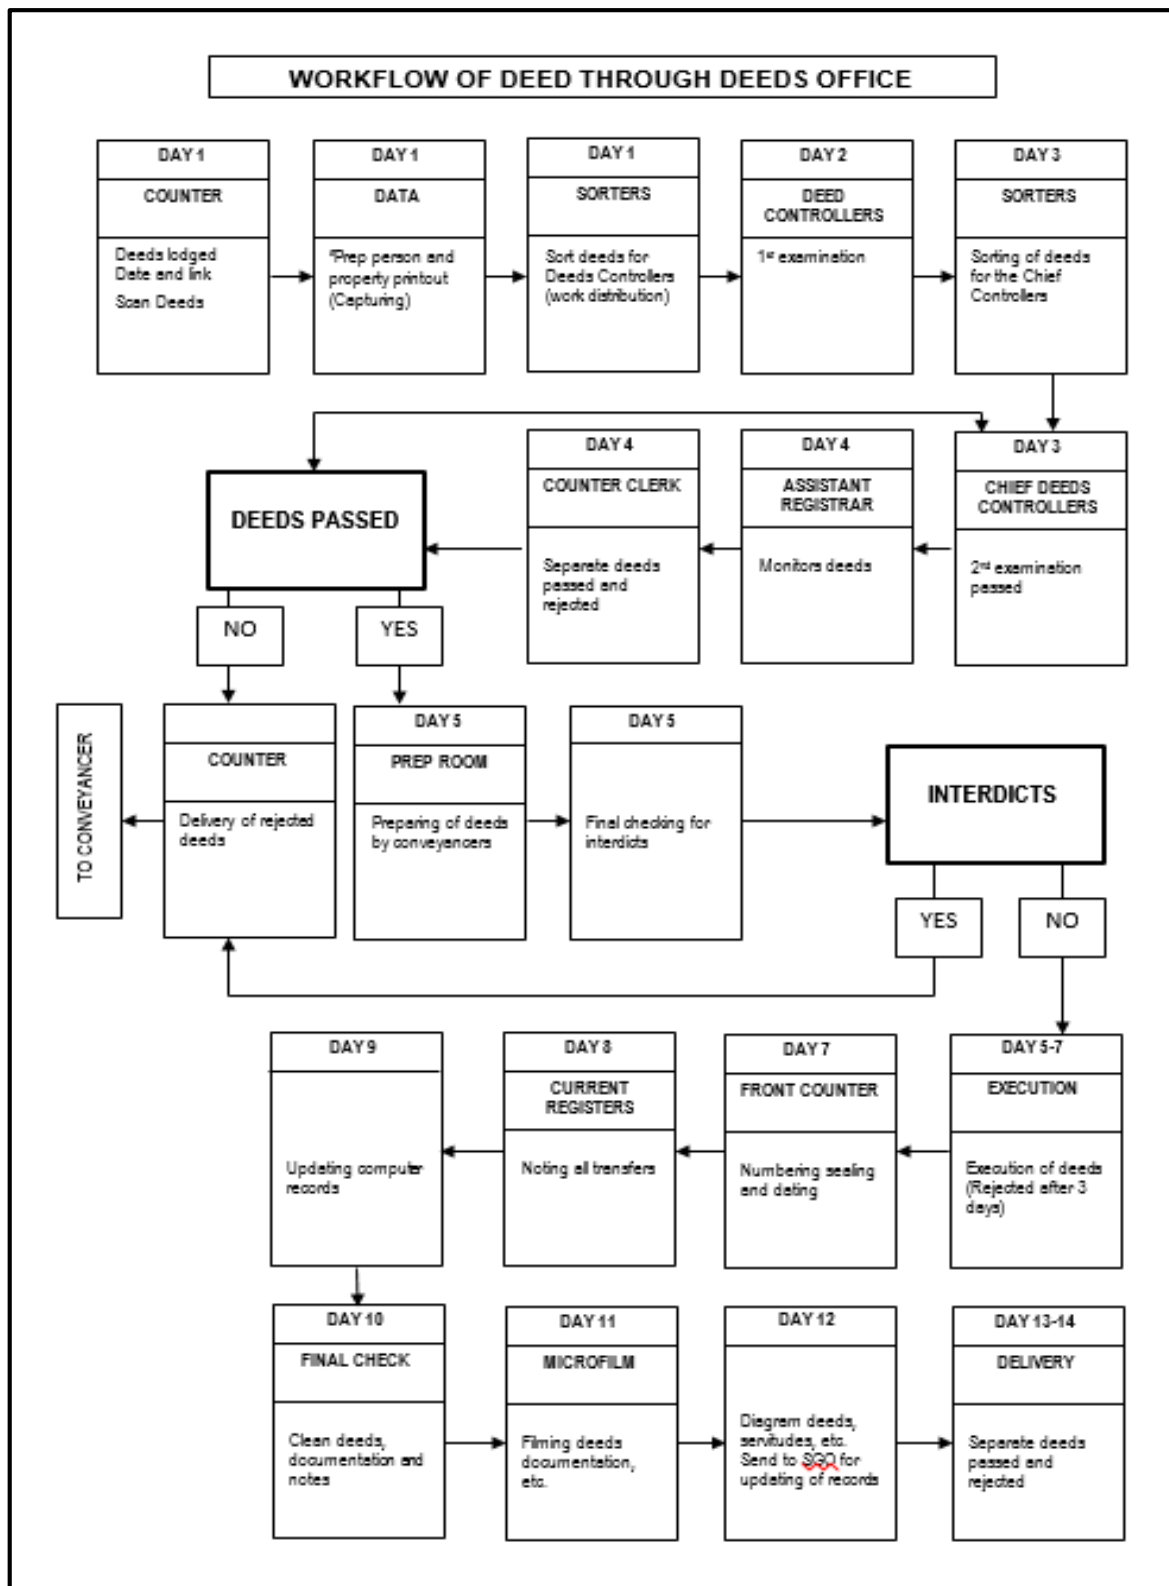 WORKFLOW OF DEED THROUGH DEEDS OFFICE
DAY 1
COUNTER
Deeds lodged
Date and link
Scan Deeds
DAY 1
DATA
*Prep person and
property printout
(Capturing)
DAY 1
SORTERS
Sort deeds for
Deeds Controllers
(work distribution)
DAY 2
DEED
CONTROLLERS
1st examination
DAY 3
SORTERS
Sorting of deeds
for the Chief
Controllers
DEEDS PASSED
NO
YES
DAY 4
COUNTER CLERK
Separate deeds
passed and
rejected
DAY 4
ASSISTANT
REGISTRAR
Monitors deeds
DAY 3
CHIEF DEEDS
CONTROLLERS
2nd examination
passed
TO CONVEYANCER
COUNTER
Delivery of rejected
deeds
DAY 5
PREP ROOM
Preparing of deeds
by conveyancers
DAY 5
Final checking for
interdicts
INTERDICTS
YES
NO
DAY 9
Updating computer
records
DAY 8
CURRENT
REGISTERS
Noting all transfers
DAY 7
FRONT COUNTER
Numbering sealing
and dating
DAY 5-7
EXECUTION
Execution of deeds
(Rejected after 3
days)
DAY 10
FINAL CHECK
Clean deeds,
documentation and
notes
DAY 11
MICROFILM
Filming deeds
documentation,
etc.
DAY 12
Diagram deeds,
servitudes, etc.
Send to SGO for
updating of records
DAY 13-14
DELIVERY
Separate deeds
passed and
rejected